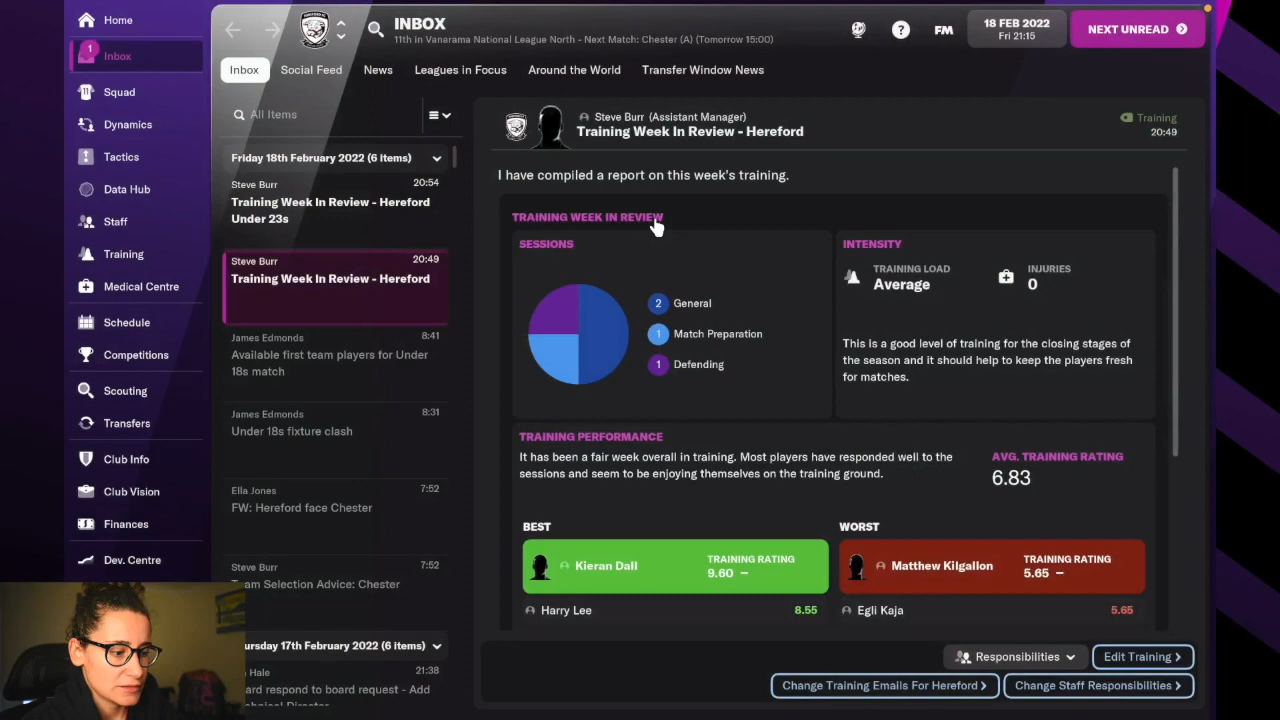 Home
1
Inbox
Squad
Dynamics
Tactics
Data Hub
Staff
Training
Medical Centre
Schedule
Competitions
Scouting
Transfers
Club Info
Club Vision
Finances
Dev. Centre
INBOX
11th in Vanarama National League North - Next Match: Chester (A) (Tomorrow 15:00)
?
FM
18 FEB 2022
Fri 21:15
NEXT UNREAD
Inbox
Social Feed
News
Leagues in Focus
Around the World
Transfer Window News
All Items
Friday 18th February 2022 (6 items)
Steve Burr
20:54
Training Week In Review - Hereford
Under 23s
Steve Burr
20:49
Training Week In Review - Hereford
James Edmonds
8:41
Available first team players for Under
18s match
James Edmonds
8:31
Under 18s fixture clash
Ella Jones
7:52
FW: Hereford face Chester
Steve Burr
7:52
Selection Advice: Chester
17th February 2022 (6 items)
Hale
21:38
respond to board request - Add
Director
Steve Burr (Assistant Manager)
Training Week In Review - Hereford
Training
20:49
I have compiled a report on this week's training.
TRAINING WEEK IN REVIEW
SESSIONS
2 General
1 Match Preparation
1 Defending
INTENSITY
TRAINING LOAD
Average
INJURIES
0
This is a good level of training for the closing stages of
the season and it should help to keep the players fresh
for matches.
TRAINING PERFORMANCE
It has been a fair week overall in training. Most players have responded well to the
sessions and seem to be enjoying themselves on the training ground.
AVG. TRAINING RATING
6.83
BEST
Kieran Dall
TRAINING RATING
9.60 -
Harry Lee
8.55
WORST
Matthew Kilgallon
TRAINING RATING
5.65 -
Egli Kaja
5.65
Responsibilities
Edit Training
Change Training Emails For Hereford
Change Staff Responsibilities